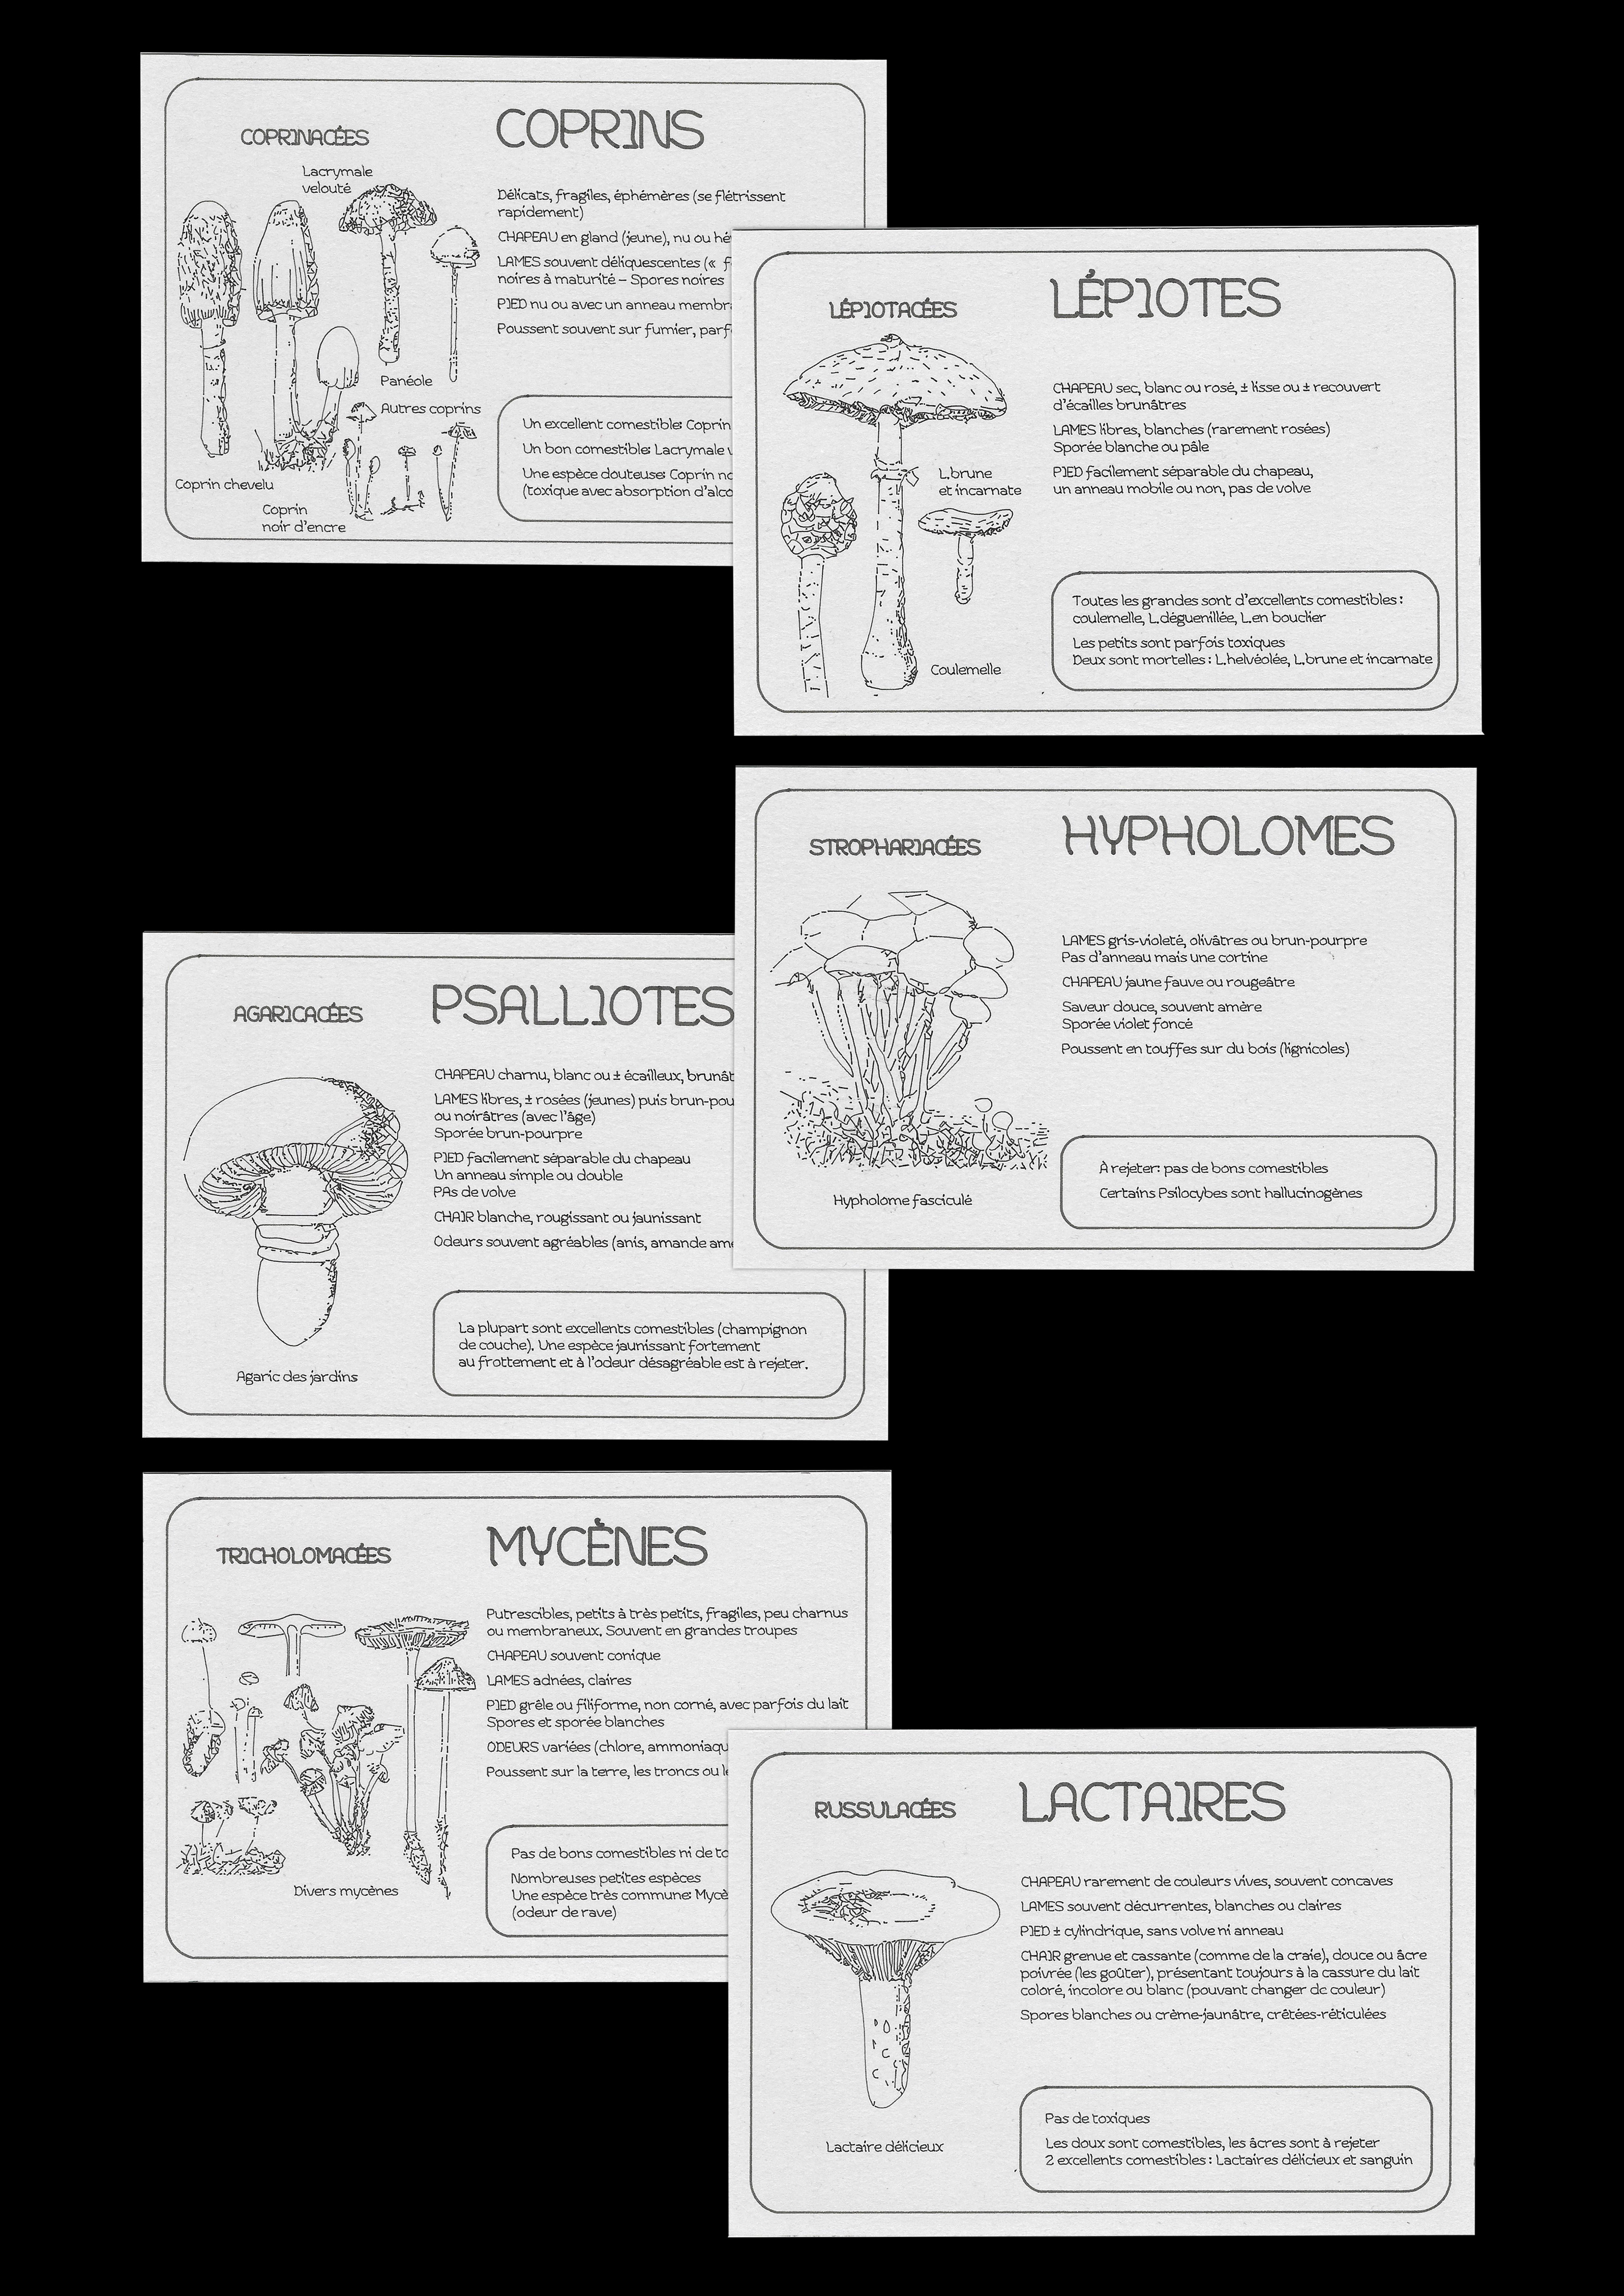 COPRINACÉES
COPRINS
Lacrymale
velouté
Panéole
Autres coprins
Coprin chevelu
Coprin
noir d'encre
Délicats, fragiles, éphémères (se flétrissent
rapidement)
CHAPEAU en gland (jeune), nu ou hé
LAMES souvent déliquescentes (« f
noires à maturité – Spores noires
PIED nu ou avec un anneau membr
Poussent souvent sur fumier, parf
Un excellent comestible: Coprin
Un bon comestible: Lacrymale v
Une espèce douteuse: Coprin no
(toxique avec absorption d'alco
LÉPIOTACÉES
LÉPIOTES
L.brune
et incarnate
Coulemelle
CHAPEAU sec, blanc ou rosé, ± lisse ou ± recouvert
d'écailles brunâtres
LAMES libres, blanches (rarement rosées)
Sporée blanche ou pâle
PIED facilement séparable du chapeau,
un anneau mobile ou non, pas de volve
Toutes les grandes sont d'excellents comestibles :
coulemelle, L.déguenillée, L.en bouclier
Les petits sont parfois toxiques
Deux sont mortelles : L.helvéolée, L.brune et incarnate
STROPHARIACÉES
HYPHOLOMES
Hypholome fasciculé
LAMES gris-violeté, olivâtres ou brun-pourpre
Pas d'anneau mais une cortine
CHAPEAU jaune fauve ou rougeâtre
Saveur douce, souvent amère
Sporée violet foncé
Poussent en touffes sur du bois (lignicoles)
À rejeter: pas de bons comestibles
Certains Psilocybes sont hallucinogènes
AGARICACÉES
PSALLIOTES
Agaric des jardins
CHAPEAU charnu, blanc ou ± écailleux, brunât
LAMES libres, ± rosées (jeunes) puis brun-pou
ou noirâtres (avec l'âge)
Sporée brun-pourpre
PIED facilement séparable du chapeau
Un anneau simple ou double
PAs de volve
CHAIR blanche, rougissant ou jaunissant
Odeurs souvent agréables (anis, amande ame
La plupart sont excellents comestibles (champignon
de couche). Une espèce jaunissant fortement
au frottement et à l'odeur désagréable est à rejeter.
TRICHOLOMACÉES
MYCÈNES
Divers mycènes
Putrescibles, petits à très petits, fragiles, peu charnus
ou membraneux. Souvent en grandes troupes
CHAPEAU souvent conique
LAMES adnées, claires
PIED grêle ou filiforme, non corné, avec parfois du lait
Spores et sporée blanches
ODEURS variées (chlore, ammoniaqu
Poussent sur la terre, les troncs ou le
Pas de bons comestibles ni de to
Nombreuses petites espèces
Une espèce très commune: Mycè
(odeur de rave)
RUSSULACÉES
LACTAIRES
Lactaire délicieux
CHAPEAU rarement de couleurs vives, souvent concaves
LAMES souvent décurrentes, blanches ou claires
PIED ± cylindrique, sans volve ni anneau
CHAIR grenue et cassante (comme de la craie), douce ou âcre
poivrée (les goûter), présentant toujours à la cassure du lait
coloré, incolore ou blanc (pouvant changer dc couleur)
Spores blanches ou crème-jaunâtre, crêtées-réticulées
Pas de toxiques
Les doux sont comestibles, les âcres sont à rejeter
2 excellents comestibles : Lactaires délicieux et sanguin